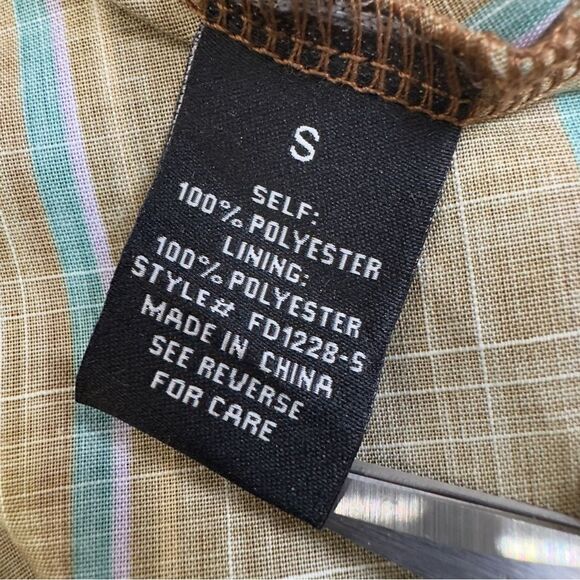 S
SELF:
100% POLYESTER
LINING:
100% POLYESTER
STYLE# FD1228-S
MADE IN CHINA
SEE REVERSE
FOR CARE